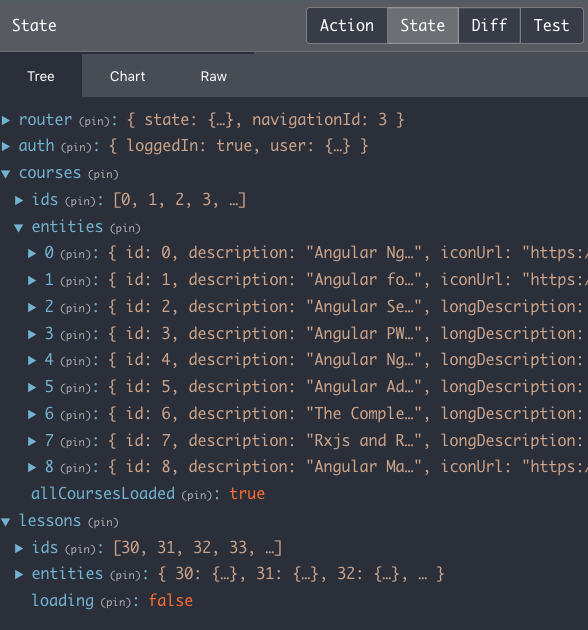 State Action State Diff Test
Tree Chart Raw
▶ router (pin): { state: {…}, navigationId: 3 }
▶ auth (pin): { loggedIn: true, user: {…} }
▼ courses (pin)
▶ ids (pin): [0, 1, 2, 3, …]
▼ entities (pin)
▶ 0 (pin): { id: 0, description: "Angular Ng…", iconUrl: "https:/
▶ 1 (pin): { id: 1, description: "Angular fo…", iconUrl: "https:/
▶ 2 (pin): { id: 2, description: "Angular Se…", longDescription:
▶ 3 (pin): { id: 3, description: "Angular PW…", longDescription:
▶ 4 (pin): { id: 4, description: "Angular Ng…", longDescription:
▶ 5 (pin): { id: 5, description: "Angular Ad…", longDescription:
▶ 6 (pin): { id: 6, description: "The Comple…", longDescription:
▶ 7 (pin): { id: 7, description: "Rxjs and R…", longDescription:
▶ 8 (pin): { id: 8, description: "Angular Ma…", iconUrl: "https:/
allCoursesLoaded (pin): true
▼ lessons (pin)
▶ ids (pin): [30, 31, 32, 33, …]
▶ entities (pin): { 30: {…}, 31: {…}, 32: {…}, … }
loading (pin): false